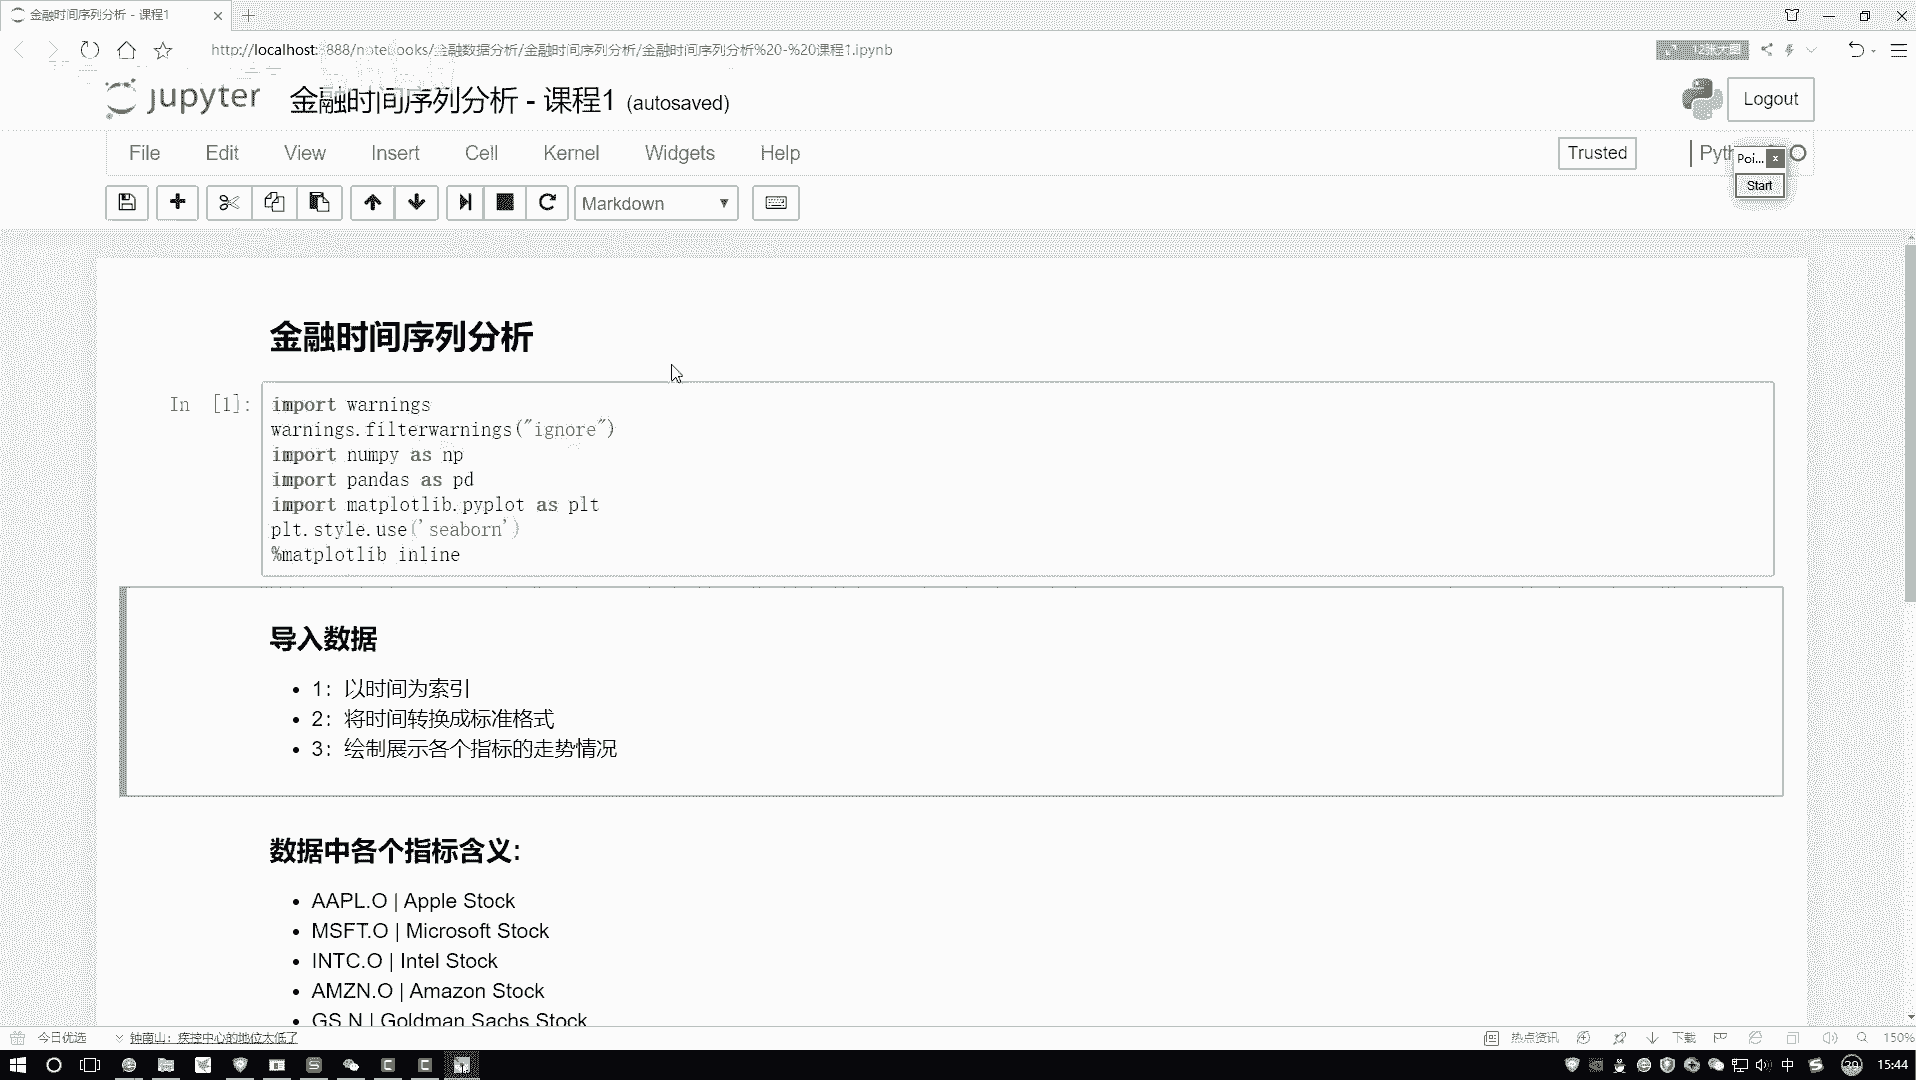 金融时间序列分析 - 课程1
http://localhost:8888/notebooks/金融数据分析/金融时间序列分析/金融时间序列分析%20-%20课程1.ipynb
jupyter 金融时间序列分析 - 课程1 (autosaved)
Logout
File Edit View Insert Cell Kernel Widgets Help
Trusted
Poi...
Start
Markdown
金融时间序列分析
In [1]:
import warnings
warnings.filterwarnings("ignore")
import numpy as np
import pandas as pd
import matplotlib.pyplot as plt
plt.style.use('seaborn')
%matplotlib inline
导入数据
1：以时间为索引
2：将时间转换成标准格式
3：绘制展示各个指标的走势情况
数据中各个指标含义:
AAPL.O | Apple Stock
MSFT.O | Microsoft Stock
INTC.O | Intel Stock
AMZN.O | Amazon Stock
GS.N | Goldman Sachs Stock
今日优选
钟南山：疾控中心的地位太低了
热点资讯
下载
150%
中
15:44